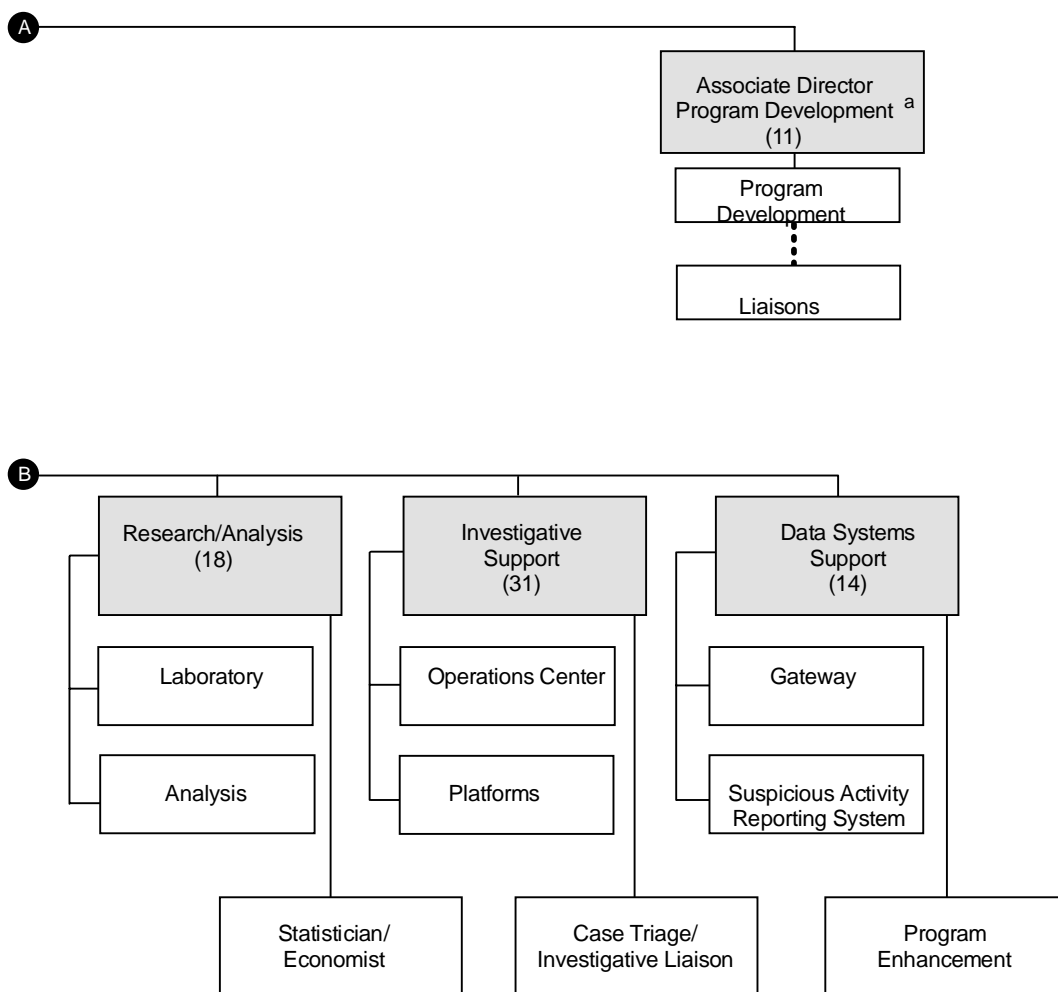 A
Associate Director
Program Development a
(11)
Program
Development
Liaisons
B
Research/Analysis
(18)
Investigative
Support
(31)
Data Systems
Support
(14)
Laboratory
Operations Center
Gateway
Analysis
Platforms
Suspicious Activity
Reporting System
Statistician/
Economist
Case Triage/
Investigative Liaison
Program
Enhancement